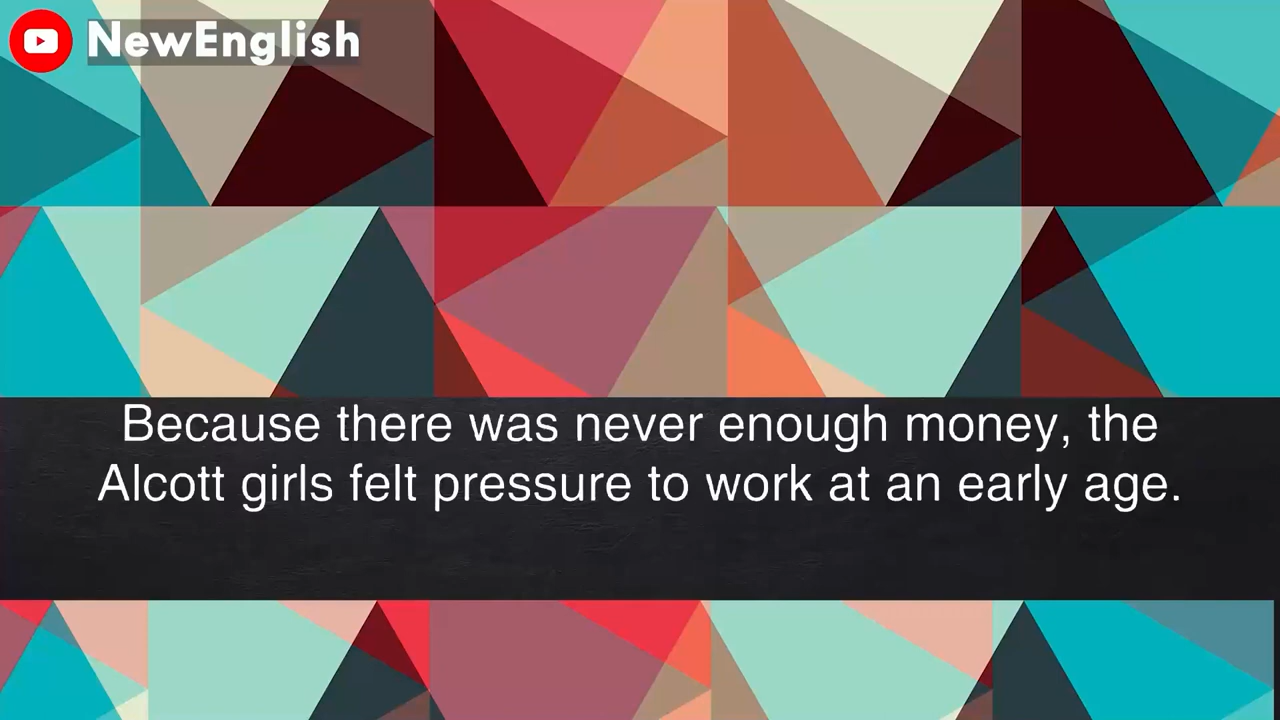 NewEnglish
Because there was never enough money, the
Alcott girls felt pressure to work at an early age.